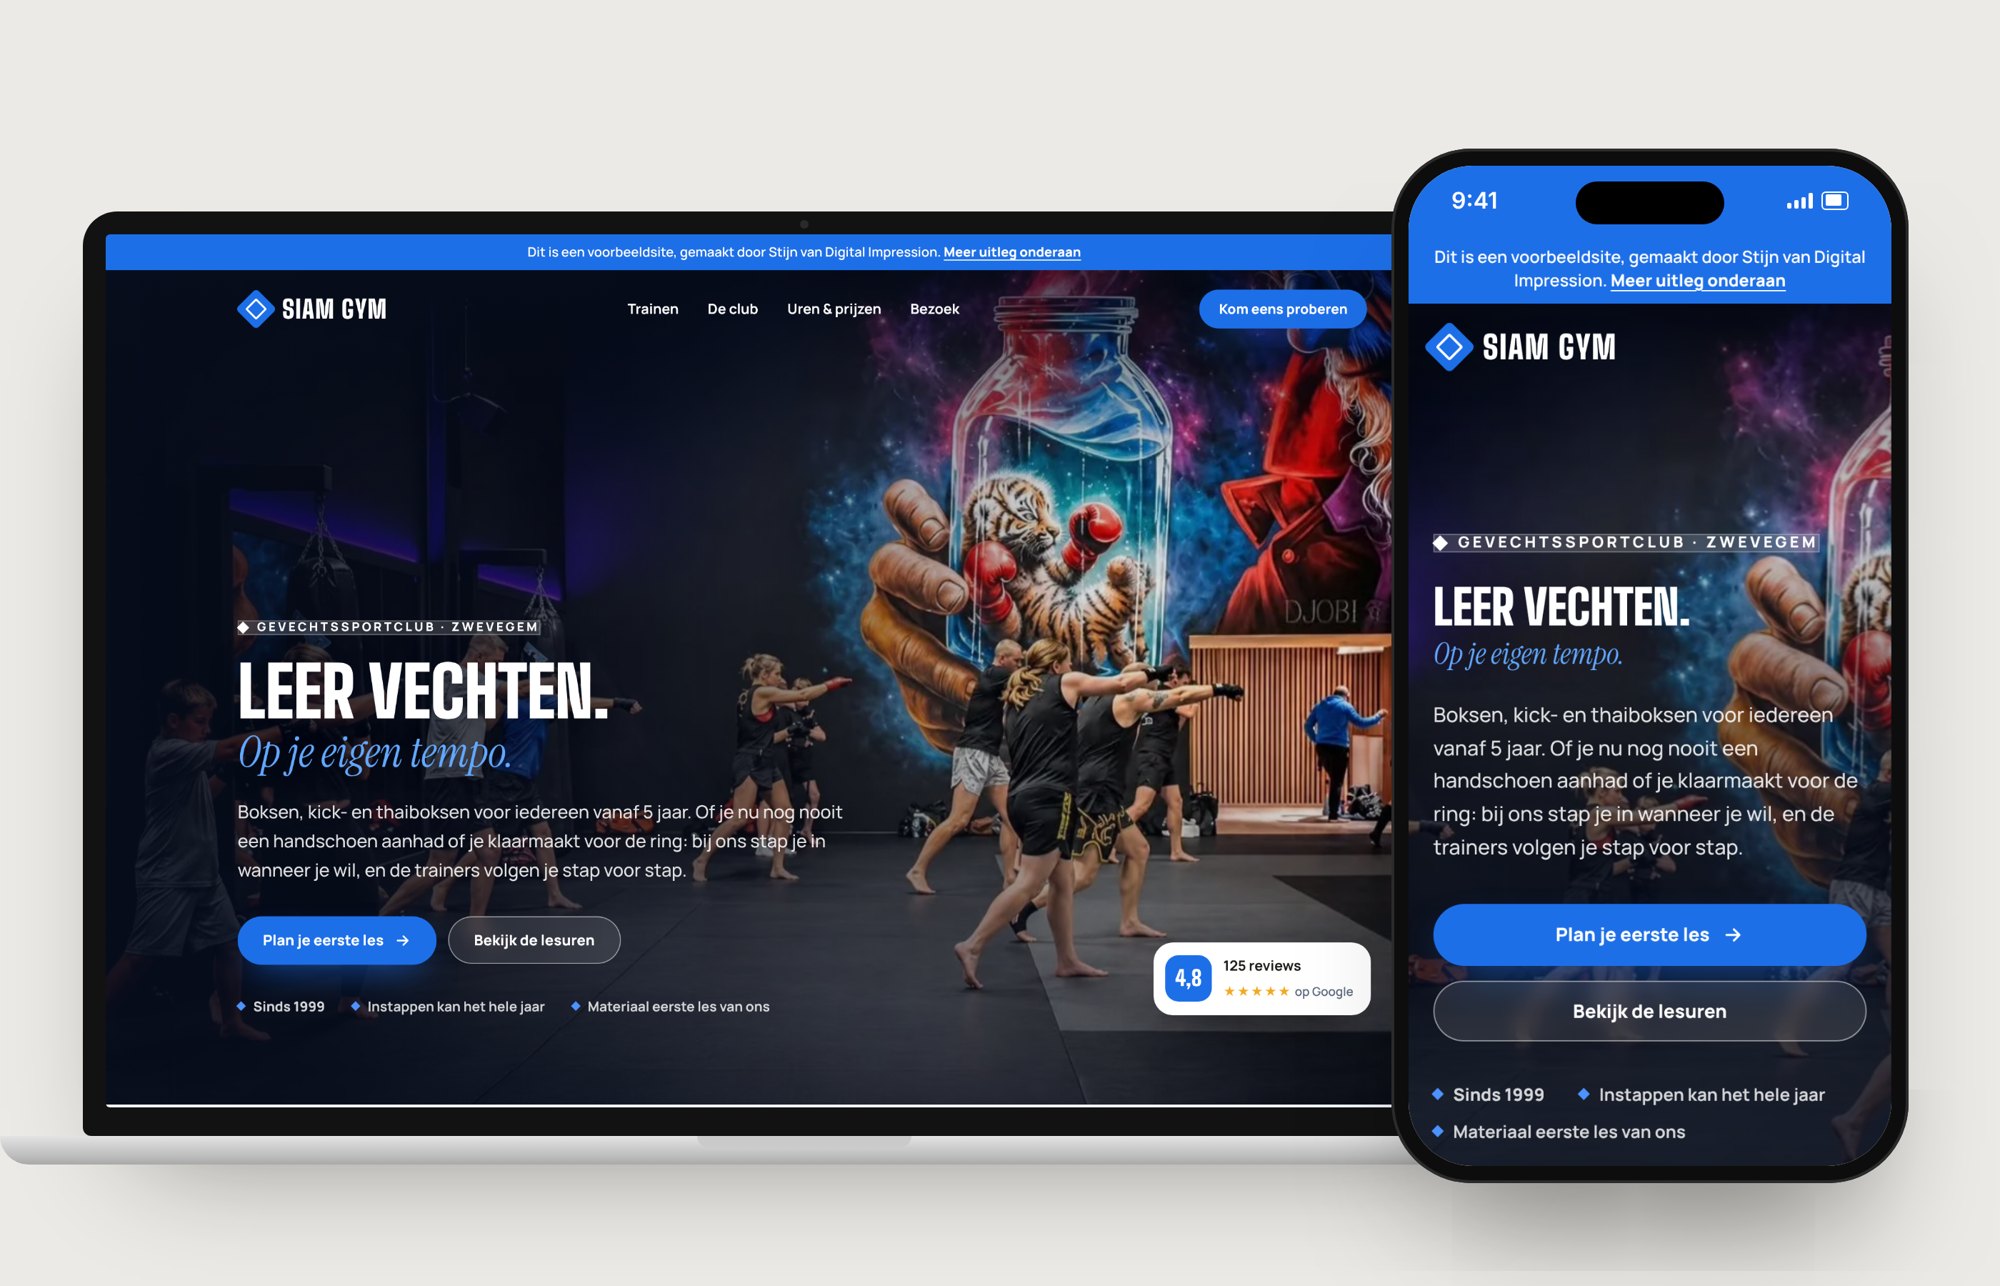 Dit is een voorbeeldsite, gemaakt door Stijn van Digital Impression. Meer uitleg onderaan
SIAM GYM
Trainen
De club
Uren & prijzen
Bezoek
Kom eens proberen
DJOBI
GEVECHTSSPORTCLUB · ZWEVEGEM
LEER VECHTEN.
Op je eigen tempo.
Boksen, kick- en thaiboksen voor iedereen vanaf 5 jaar. Of je nu nog nooit
een handschoen aanhad of je klaarmaakt voor de ring: bij ons stap je in
wanneer je wil, en de trainers volgen je stap voor stap.
Plan je eerste les →
Bekijk de lesuren
Sinds 1999
Instappen kan het hele jaar
Materiaal eerste les van ons
4,8
125 reviews
★★★★★ op Google
9:41
Dit is een voorbeeldsite, gemaakt door Stijn van Digital
Impression. Meer uitleg onderaan
SIAM GYM
GEVECHTSSPORTCLUB · ZWEVEGEM
LEER VECHTEN.
Op je eigen tempo.
Boksen, kick- en thaiboksen voor iedereen
vanaf 5 jaar. Of je nu nog nooit een
handschoen aanhad of je klaarmaakt voor de
ring: bij ons stap je in wanneer je wil, en de
trainers volgen je stap voor stap.
Plan je eerste les →
Bekijk de lesuren
Sinds 1999
Instappen kan het hele jaar
Materiaal eerste les van ons